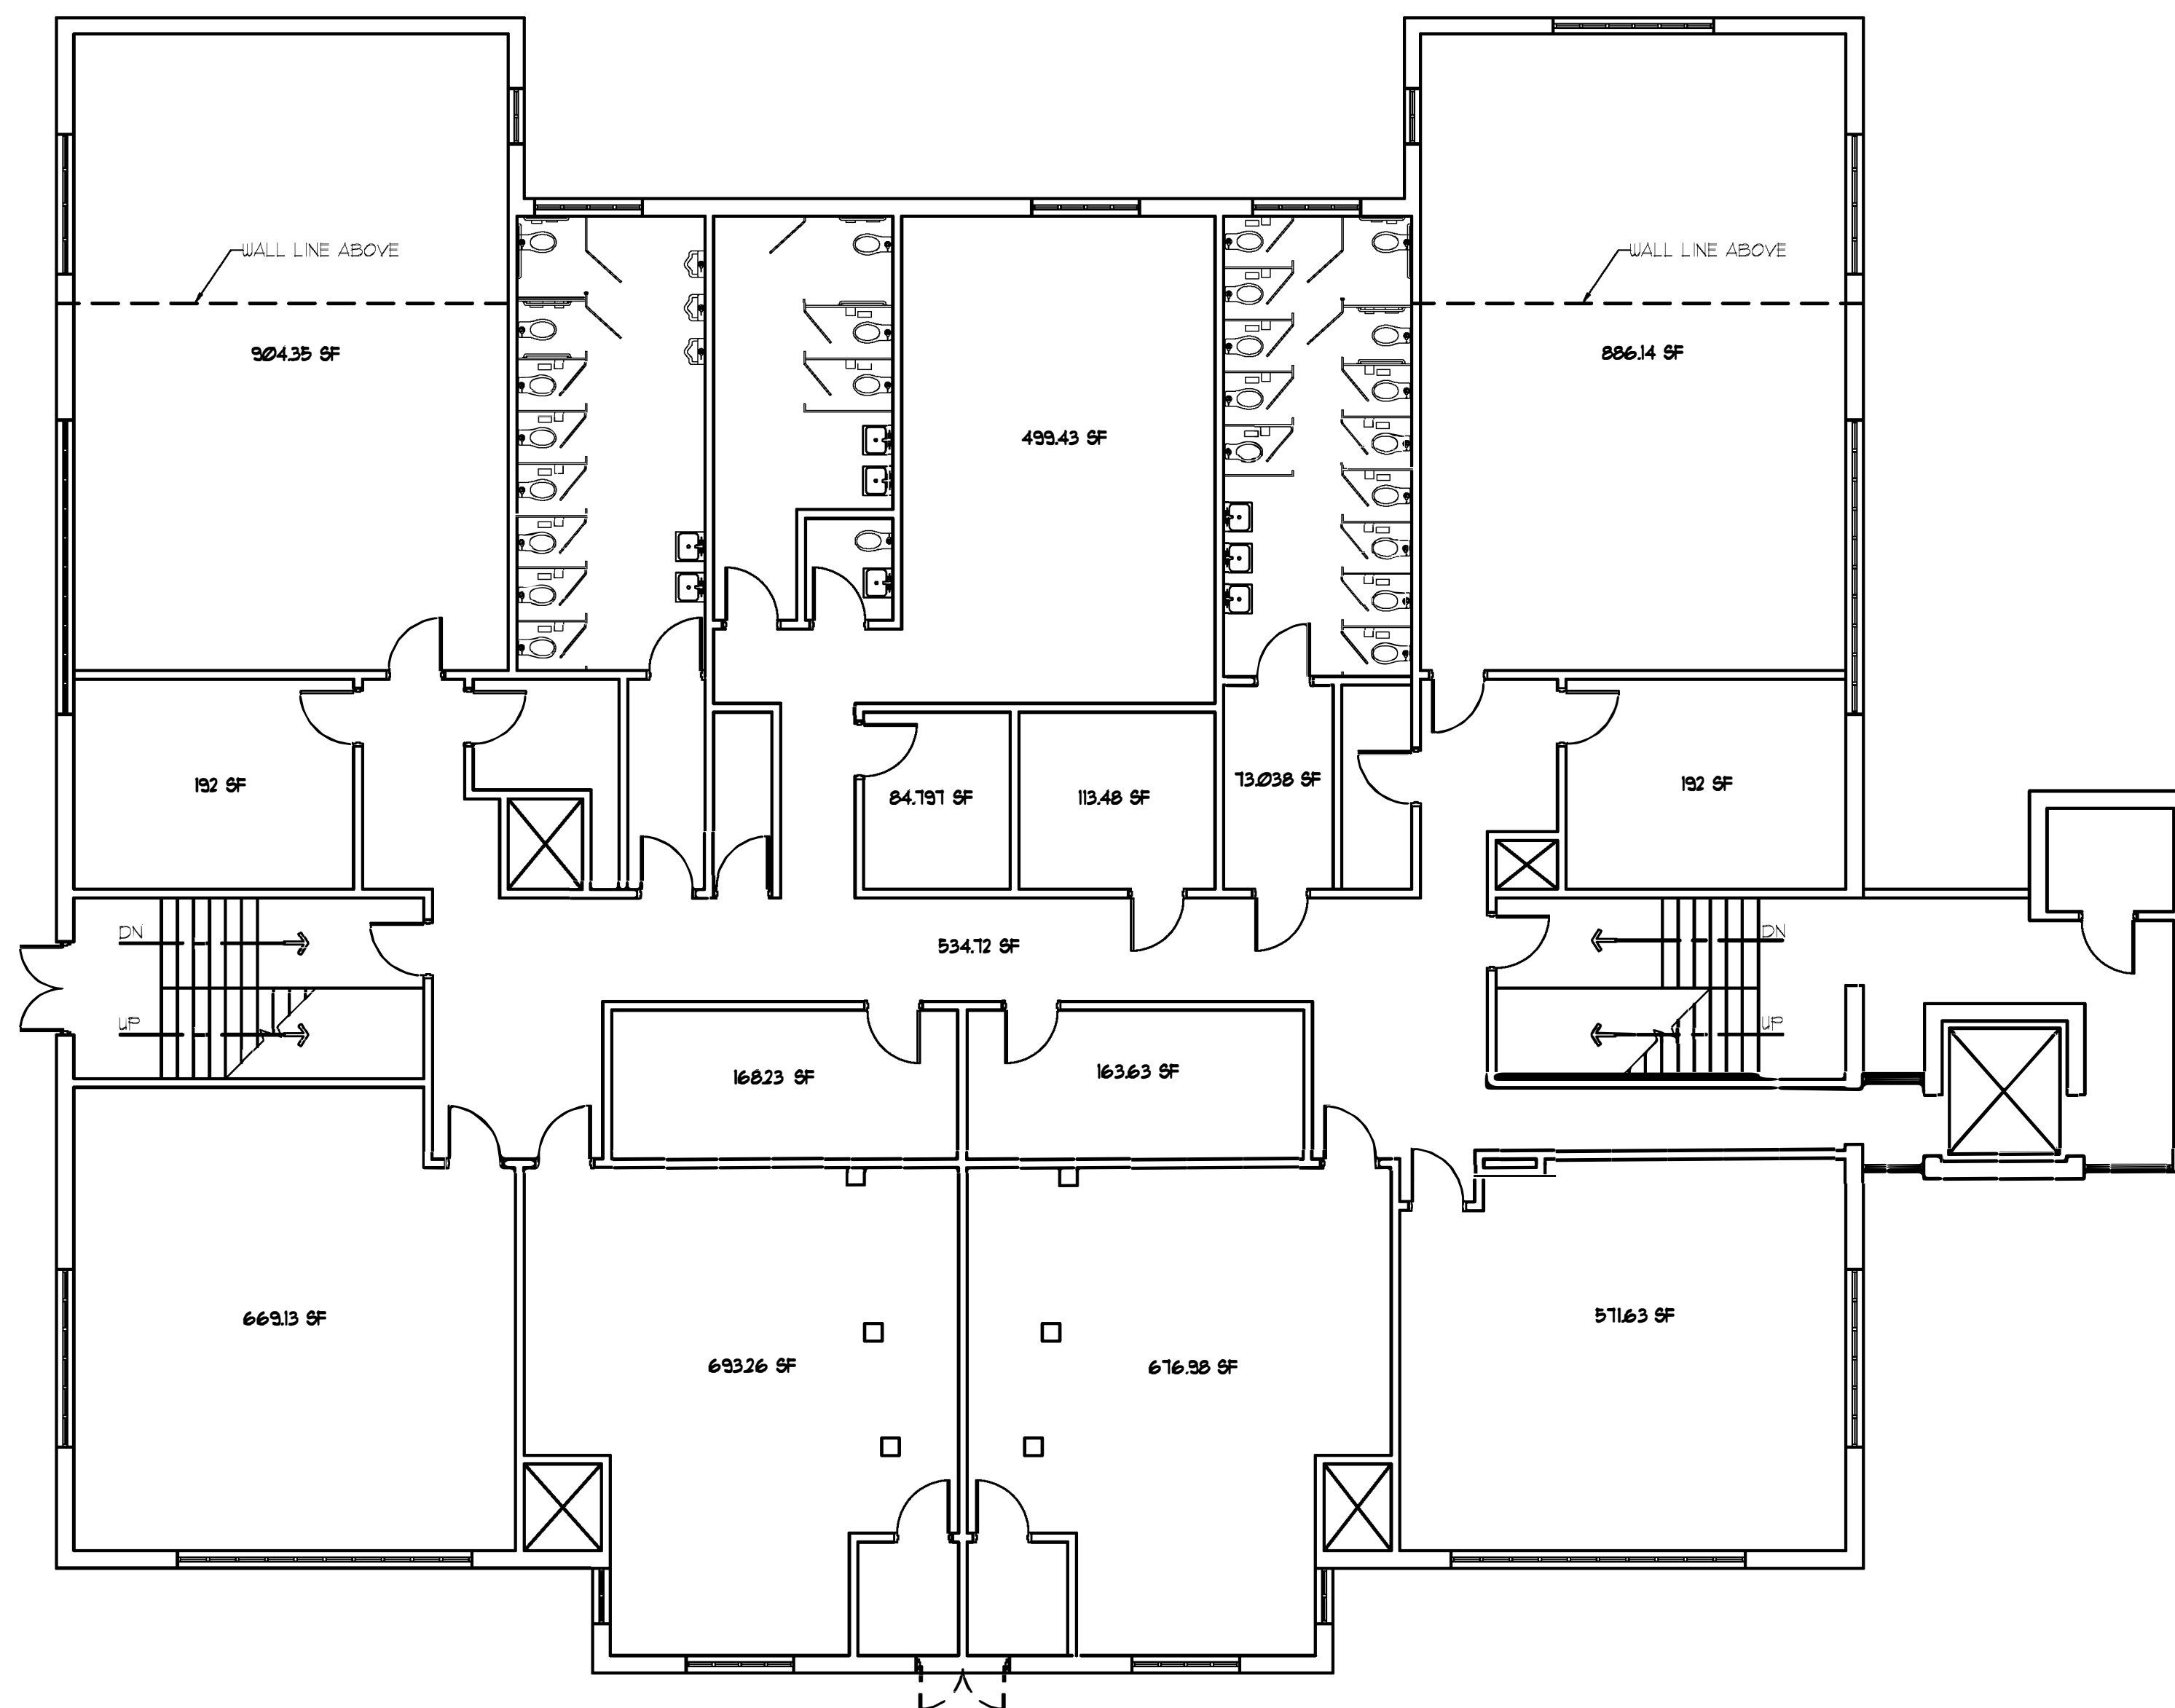 WALL LINE ABOVE
WALL LINE ABOVE
904.35 SF
886.14 SF
499.43 SF
192 SF
84.797 SF
113.48 SF
73.038 SF
192 SF
DN
534.72 SF
DN
UP
UP
168.23 SF
163.63 SF
669.13 SF
693.26 SF
676.98 SF
571.63 SF